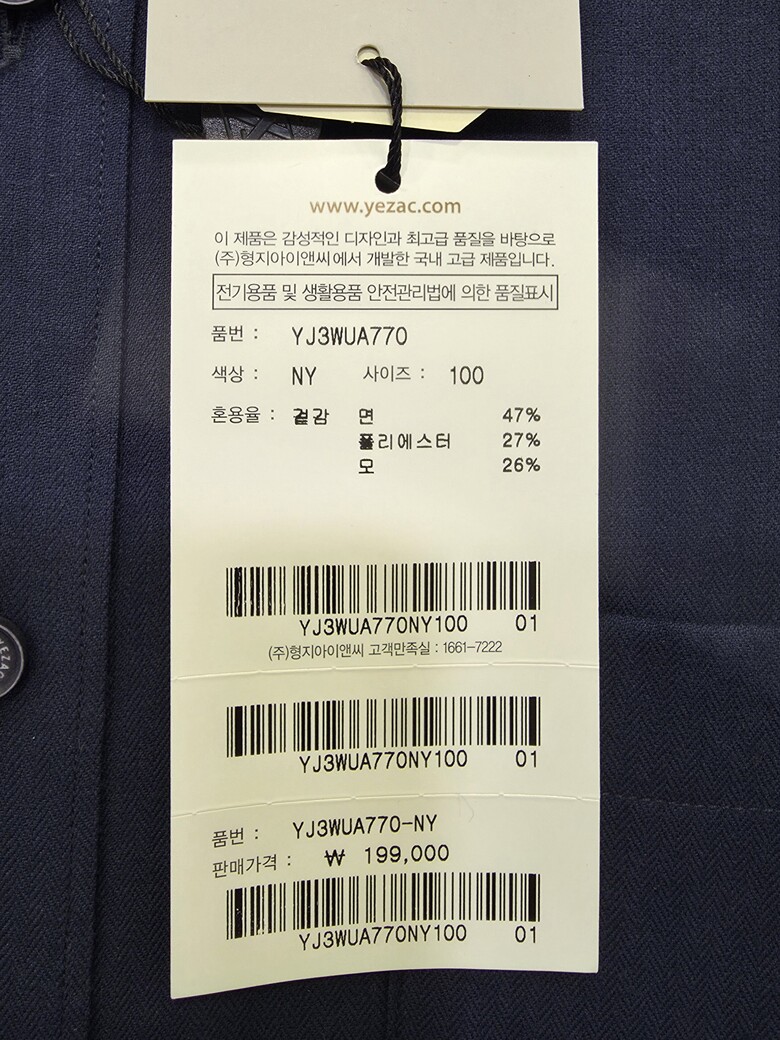 www.yezac.com
이 제품은 감성적인 디자인과 최고급 품질을 바탕으로
(주)형지아이앤씨에서 개발한 국내 고급 제품입니다.
전기용품 및 생활용품 안전관리법에 의한 품질표시
품번 : YJ3WUA770
색상 : NY 사이즈 : 100
혼용율 : 겉감 면 47%
폴리에스터 27%
모 26%
YJ3WUA770NY100 01
(주)형지아이앤씨 고객만족실 : 1661-7222
YJ3WUA770NY100 01
품번 : YJ3WUA770-NY
판매가격 : ₩ 199,000
YJ3WUA770NY100 01